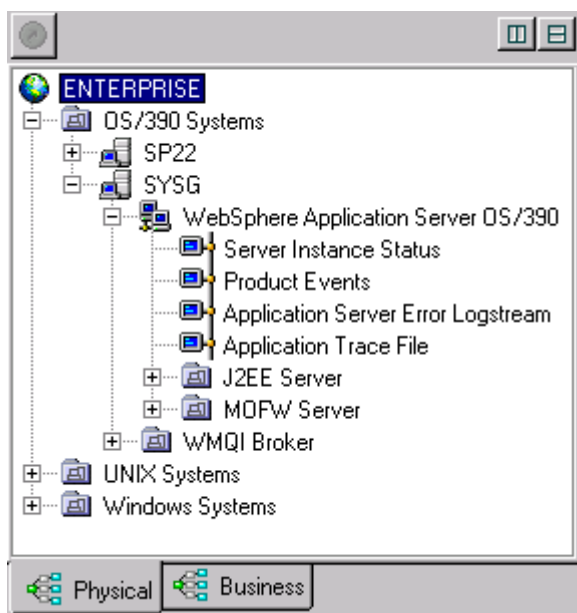 ENTERPRISE
OS/390 Systems
SP22
SYSG
WebSphere Application Server OS/390
Server Instance Status
Product Events
Application Server Error Logstream
Application Trace File
J2EE Server
MOFW Server
WMQI Broker
UNIX Systems
Windows Systems
Physical
Business